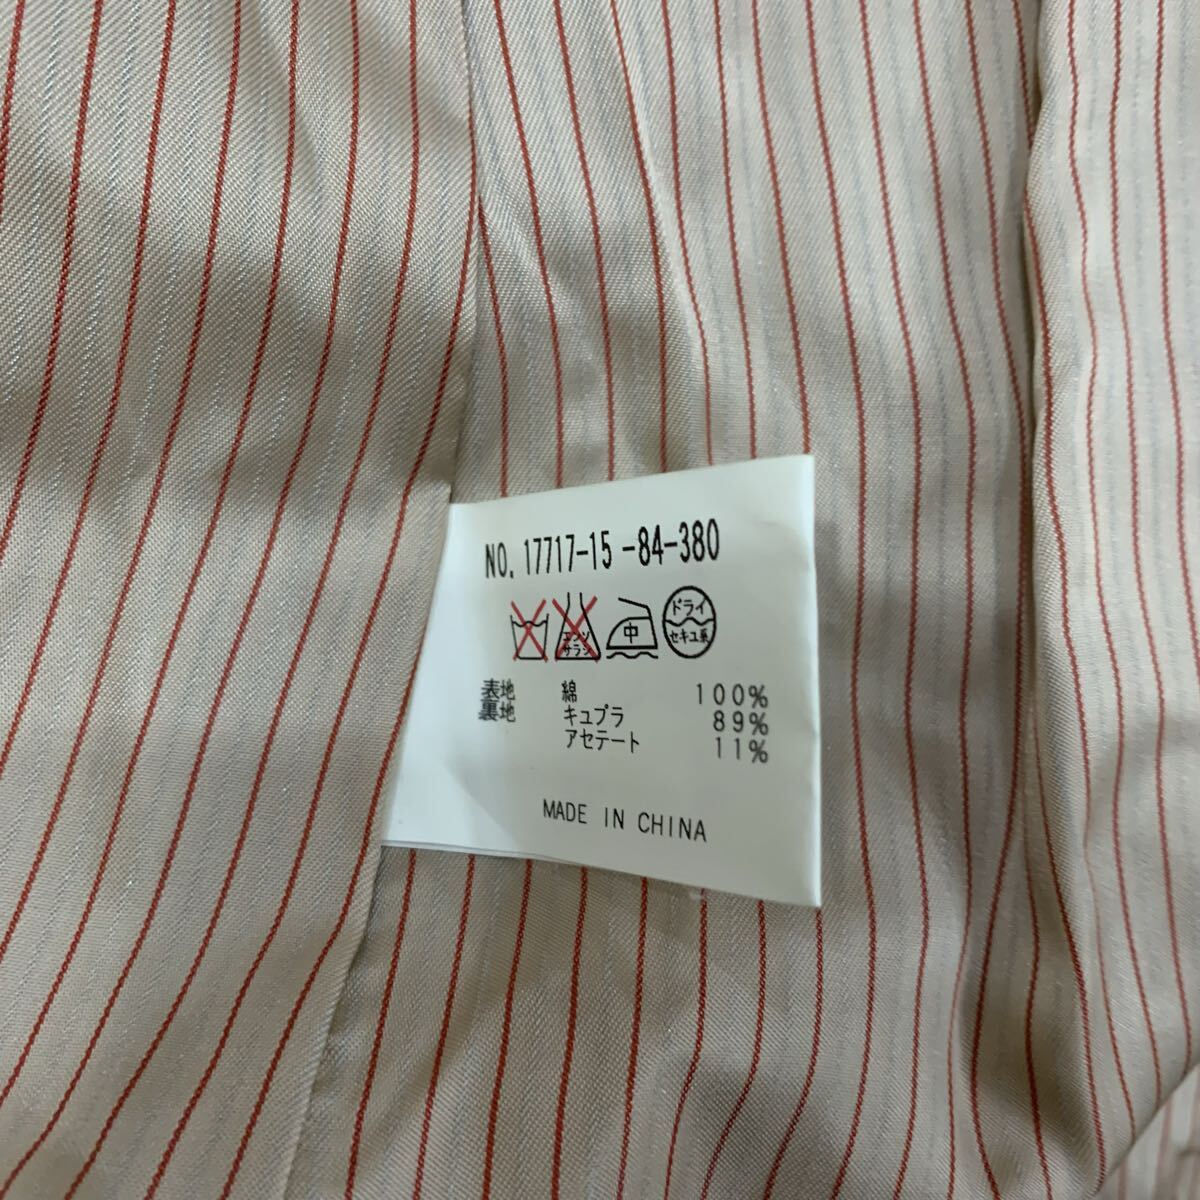 NO. 17717-15 -84-380
エンソサラシ 中 ドライ セキユ系
表地 綿 100%
裏地 キュプラ 89%
アセテート 11%
MADE IN CHINA